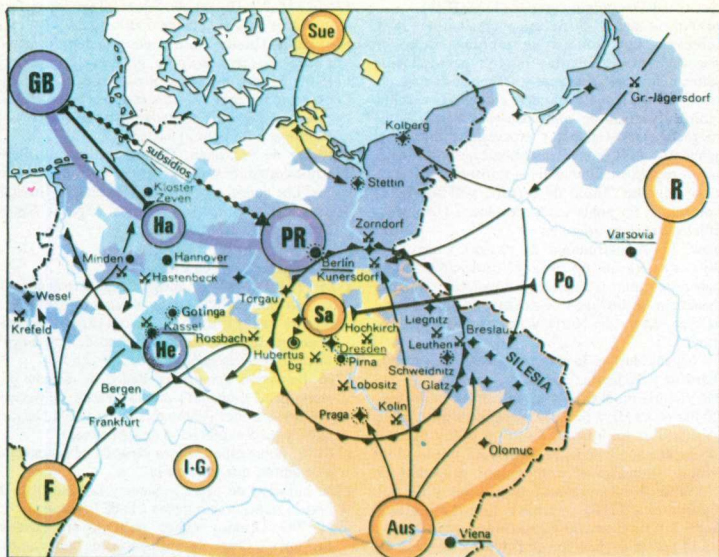 Sue
GB
Gr.-Jägersdorf
Kolberg
subsidios
Stettin
R
Kloster
Zeven
Ha
PR
Zorndorf
Varsovia
Minden
Hannover
Berlín
Kunersdorf
Hastenbeck
Po
Wesel
Torgau
Sa
Krefeld
Gotinga
Kassel
Rossbach
Hochkirch
Liegnitz
Breslau
He
Hubertus
bg
Dresden
Leuthen
SILESIA
Pirna
Schweidnitz
Glatz
Bergen
Lobositz
Frankfurt
Praga
Kolin
Olomuc
I-G
F
Aus
Viena